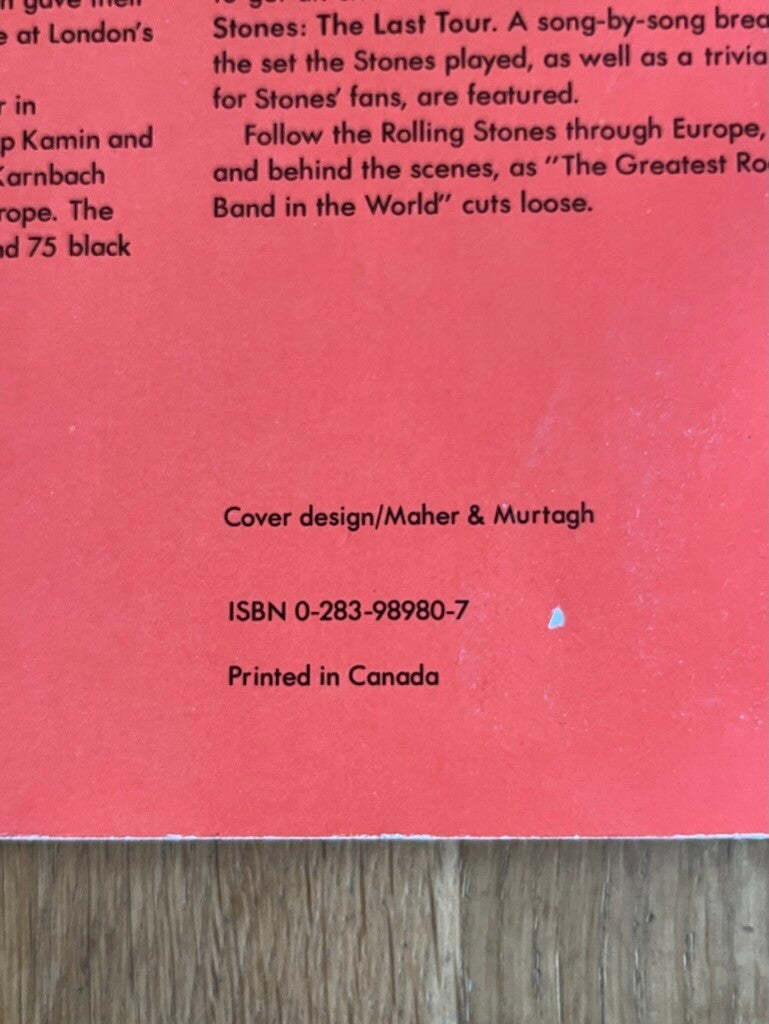 e at London's
r in
p Kamin and
Karnbach
rope. The
nd 75 black
Stones: The Last Tour. A song-by-song brea
the set the Stones played, as well as a trivia
for Stones' fans, are featured.
Follow the Rolling Stones through Europe,
and behind the scenes, as "The Greatest Ro
Band in the World" cuts loose.
Cover design/Maher & Murtagh
ISBN 0-283-98980-7
Printed in Canada